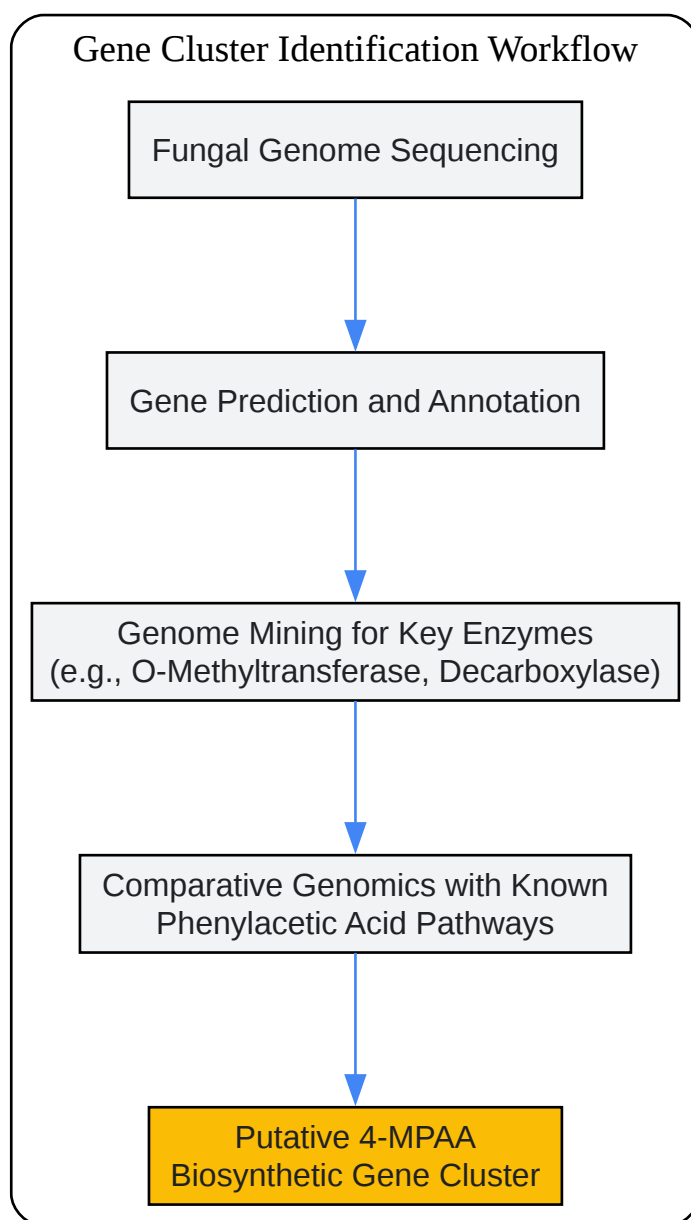 Gene Cluster Identification Workflow
Fungal Genome Sequencing
Gene Prediction and Annotation
Genome Mining for Key Enzymes
(e.g., O-Methyltransferase, Decarboxylase)
Comparative Genomics with Known
Phenylacetic Acid Pathways
Putative 4-MPAA
Biosynthetic Gene Cluster